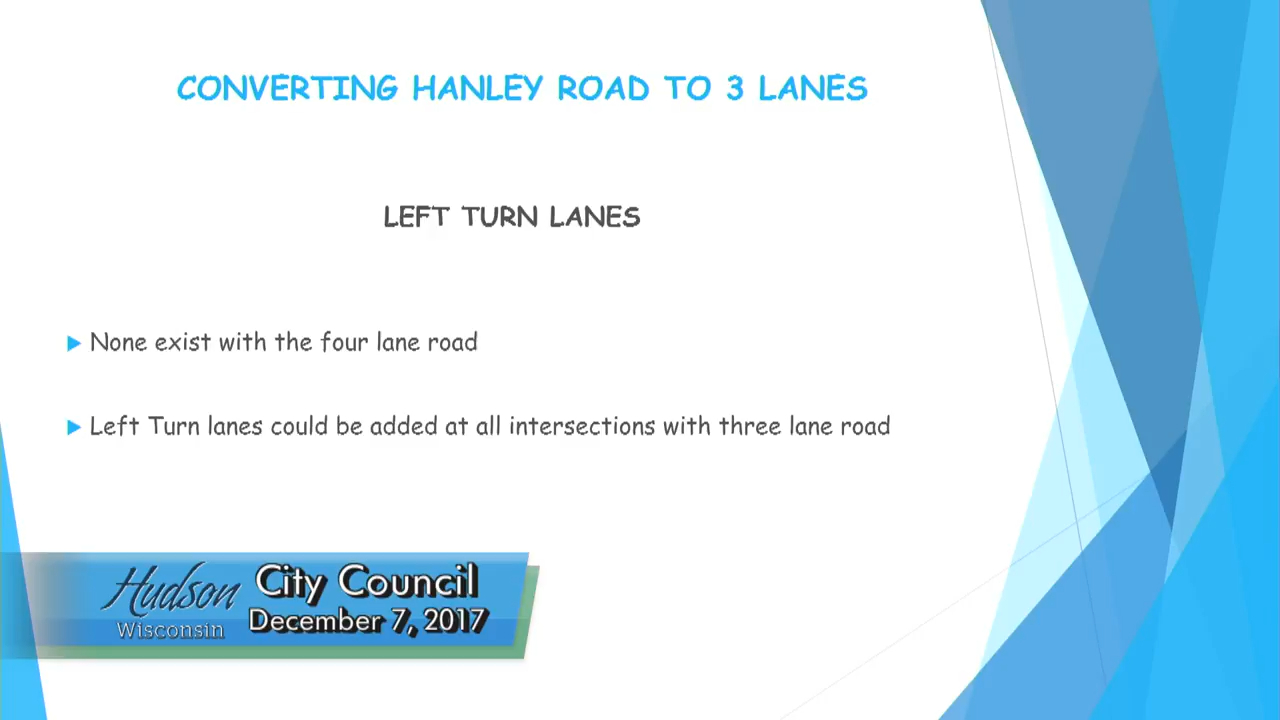 CONVERTING HANLEY ROAD TO 3 LANES
LEFT TURN LANES
None exist with the four lane road
Left Turn lanes could be added at all intersections with three lane road
Hudson
Wisconsin
City Council
December 7, 2017